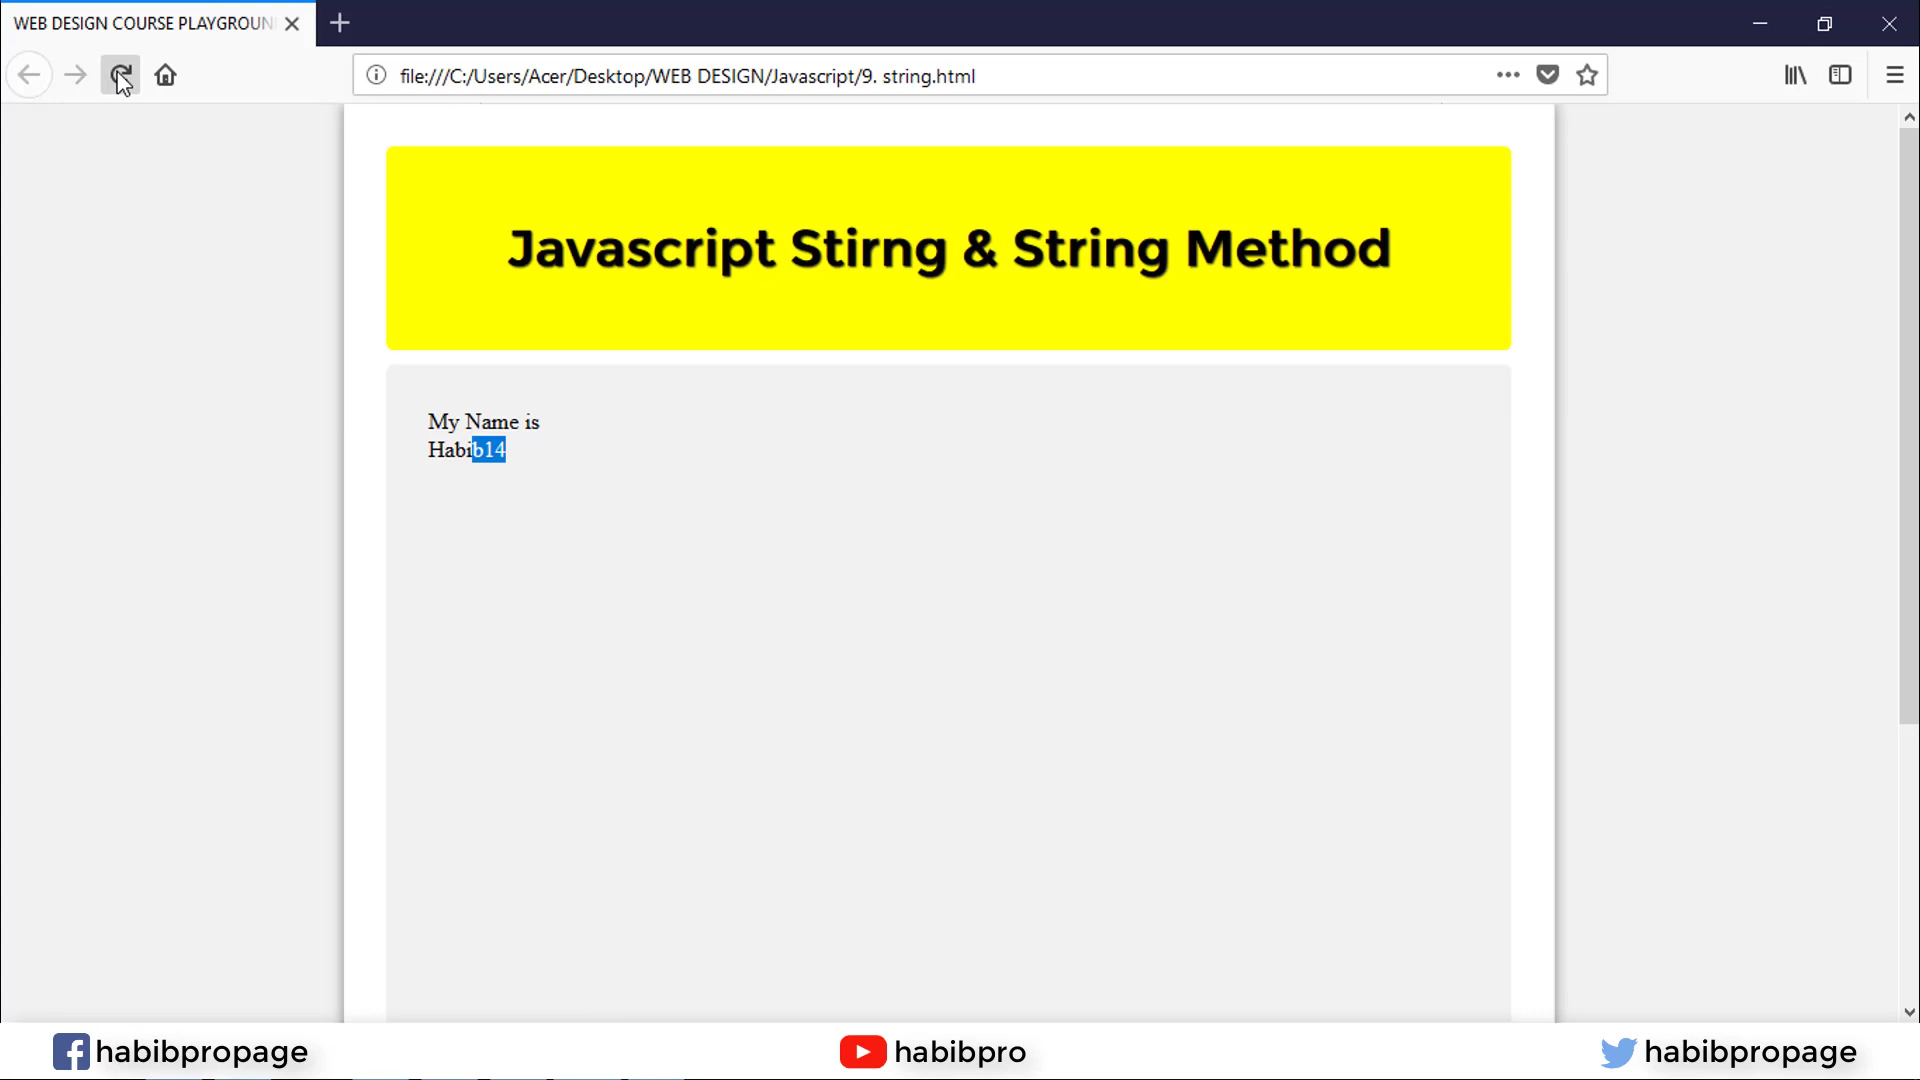 WEB DESIGN COURSE PLAYGROUN
file:///C:/Users/Acer/Desktop/WEB DESIGN/Javascript/9. string.html
Javascript Stirng & String Method
My Name is
Habib14
habibpropage
habibpro
habibpropage